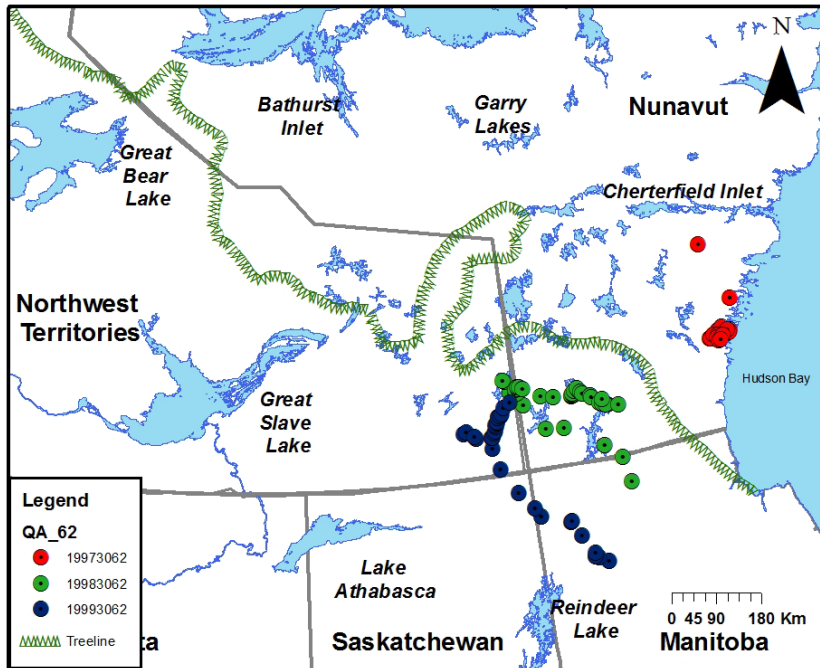 N
Bathurst
Inlet
Garry
Lakes
Nunavut
Great
Bear
Lake
Cherterfield Inlet
Northwest
Territories
Hudson Bay
Great
Slave
Lake
Legend
QA_62
19973062
19983062
19993062
Treeline
Lake
Athabasca
Reindeer
Lake
0 45 90 180 Km
ta
Saskatchewan
Manitoba